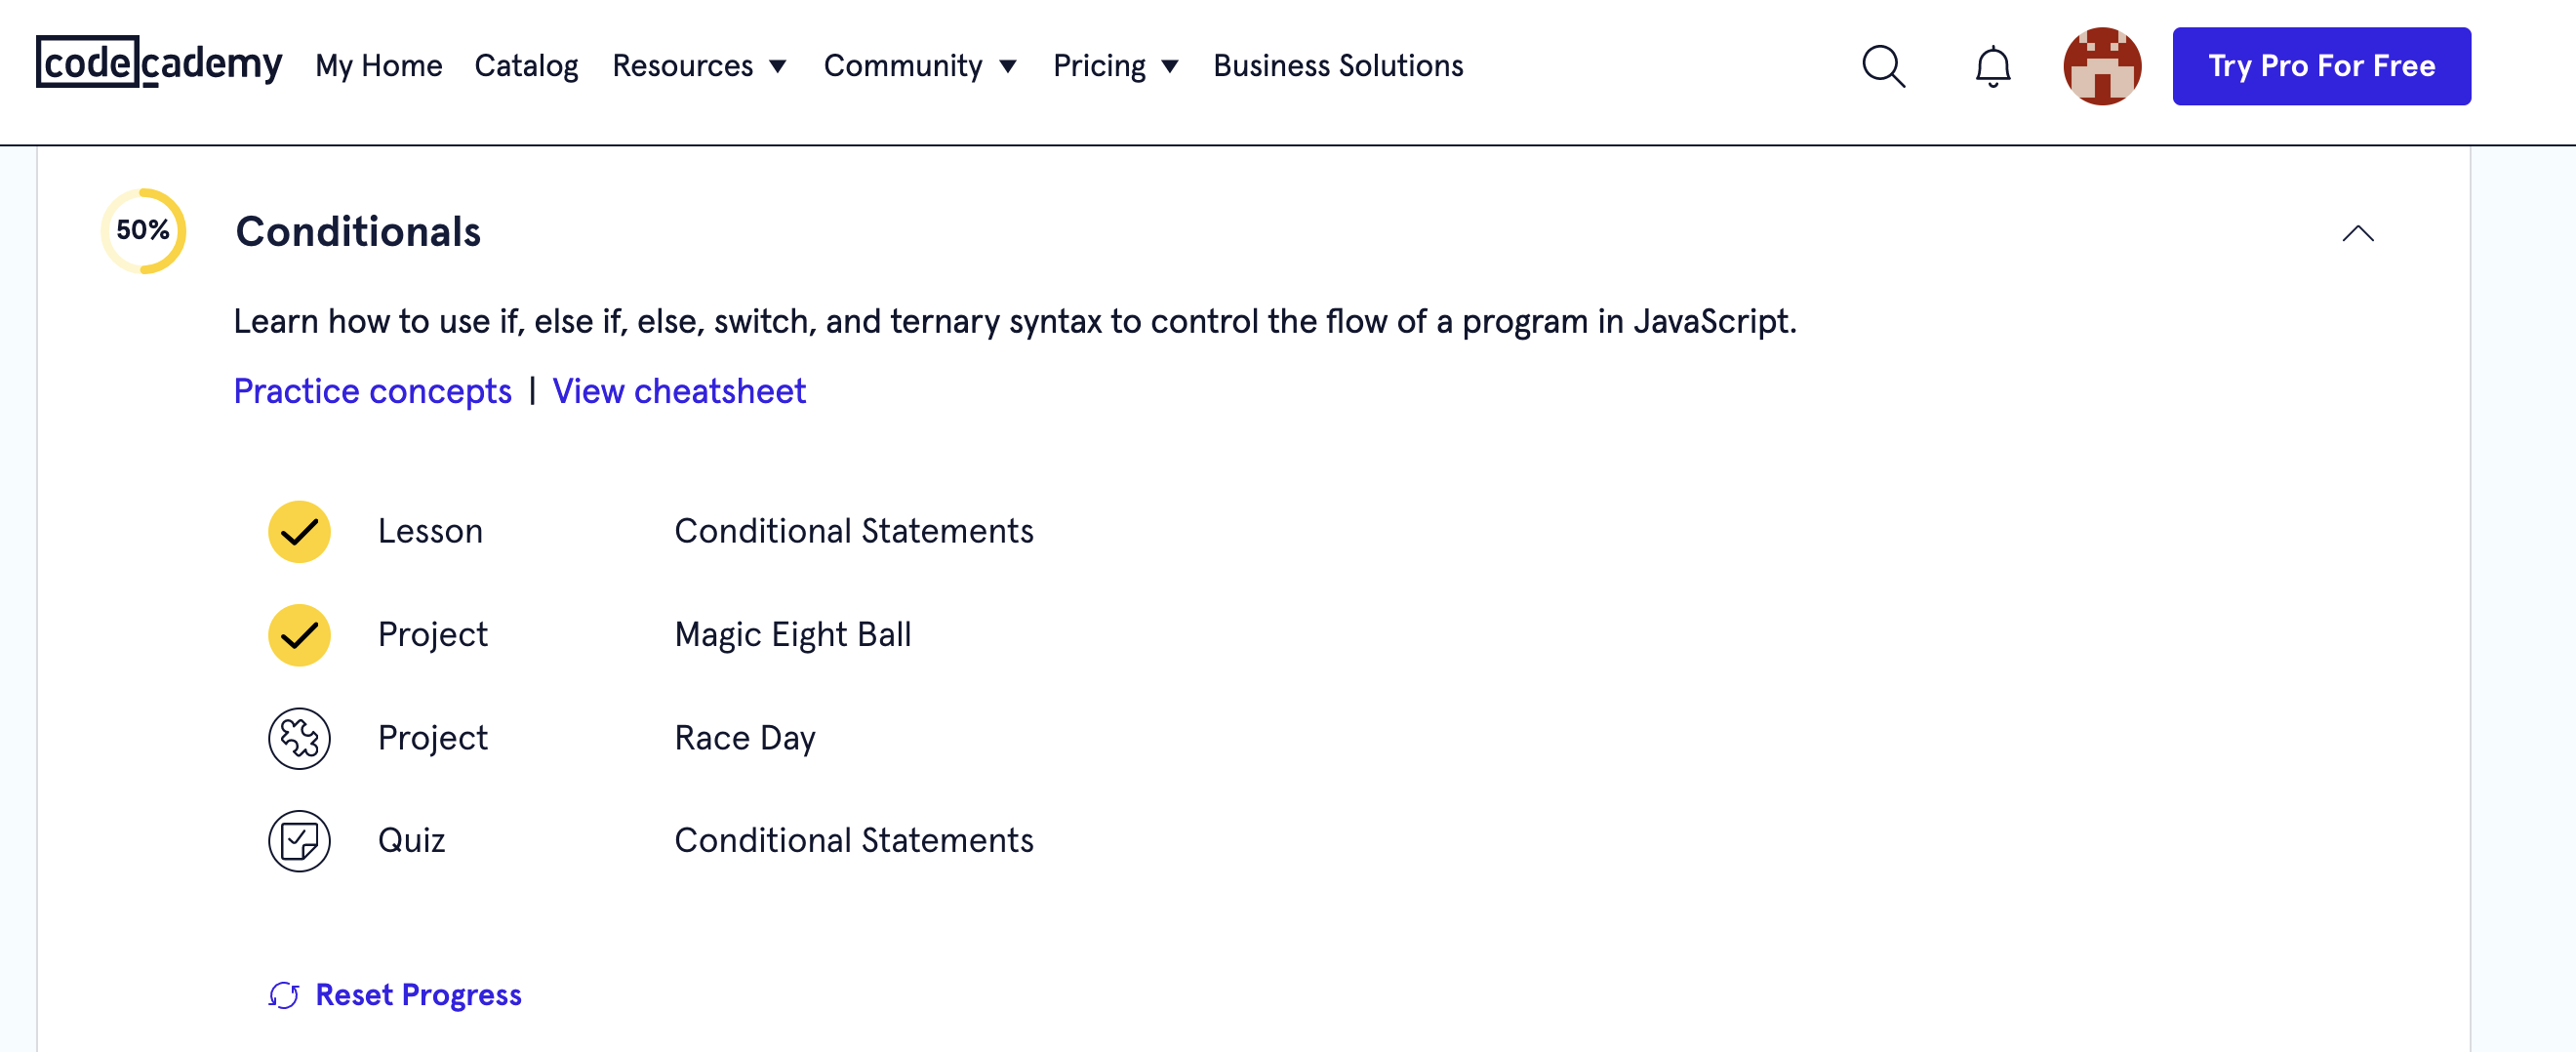 codecademy My Home Catalog Resources Community Pricing Business Solutions Try Pro For Free
50% Conditionals
Learn how to use if, else if, else, switch, and ternary syntax to control the flow of a program in JavaScript.
Practice concepts | View cheatsheet
Lesson Conditional Statements
Project Magic Eight Ball
Project Race Day
Quiz Conditional Statements
Reset Progress